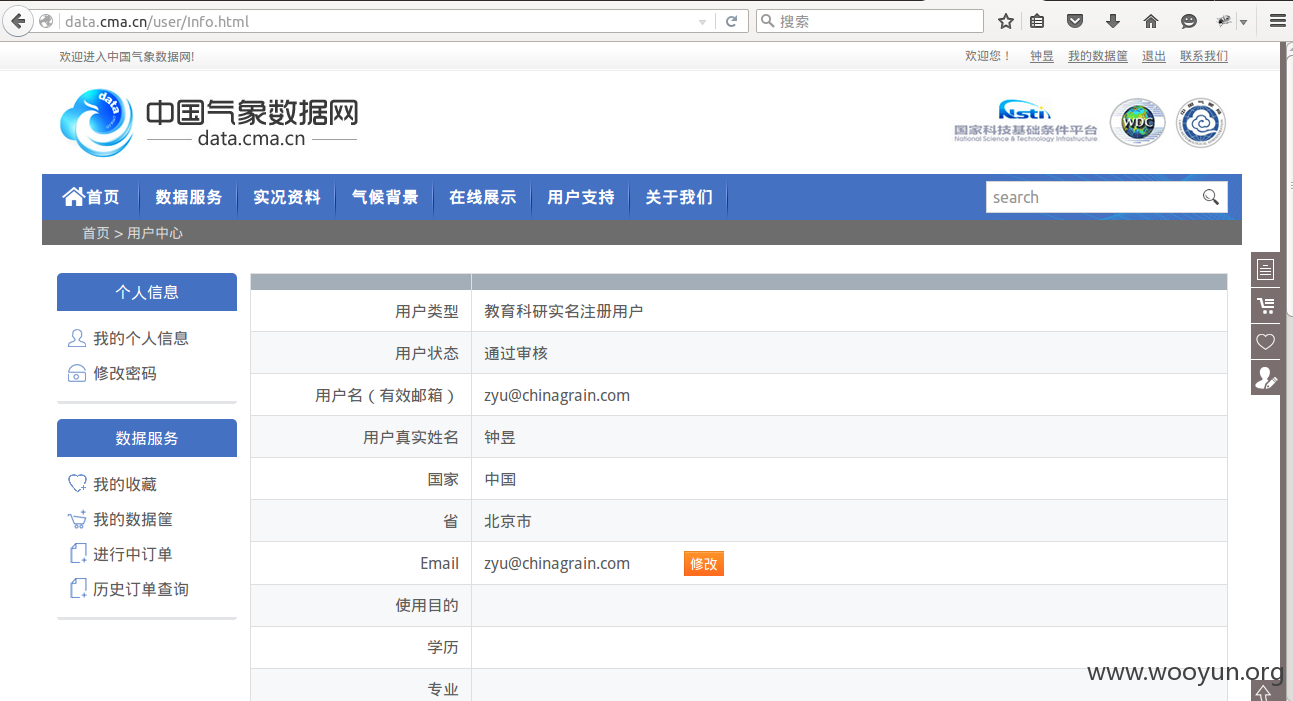 data.cma.cn/user/Info.html
搜索
欢迎进入中国气象数据网!
欢迎您！ 钟昱 我的数据筐 退出 联系我们
data
中国气象数据网
data.cma.cn
Nsti
国家科技基础条件平台
National Science & Technology Infrastructure
WDC
首页 数据服务 实况资料 气候背景 在线展示 用户支持 关于我们
search
首页 > 用户中心
个人信息
我的个人信息
修改密码
数据服务
我的收藏
我的数据筐
进行中订单
历史订单查询
用户类型 教育科研实名注册用户
用户状态 通过审核
用户名（有效邮箱） zyu@chinagrain.com
用户真实姓名 钟昱
国家 中国
省 北京市
Email zyu@chinagrain.com 修改
使用目的
学历
专业
www.wooyun.org